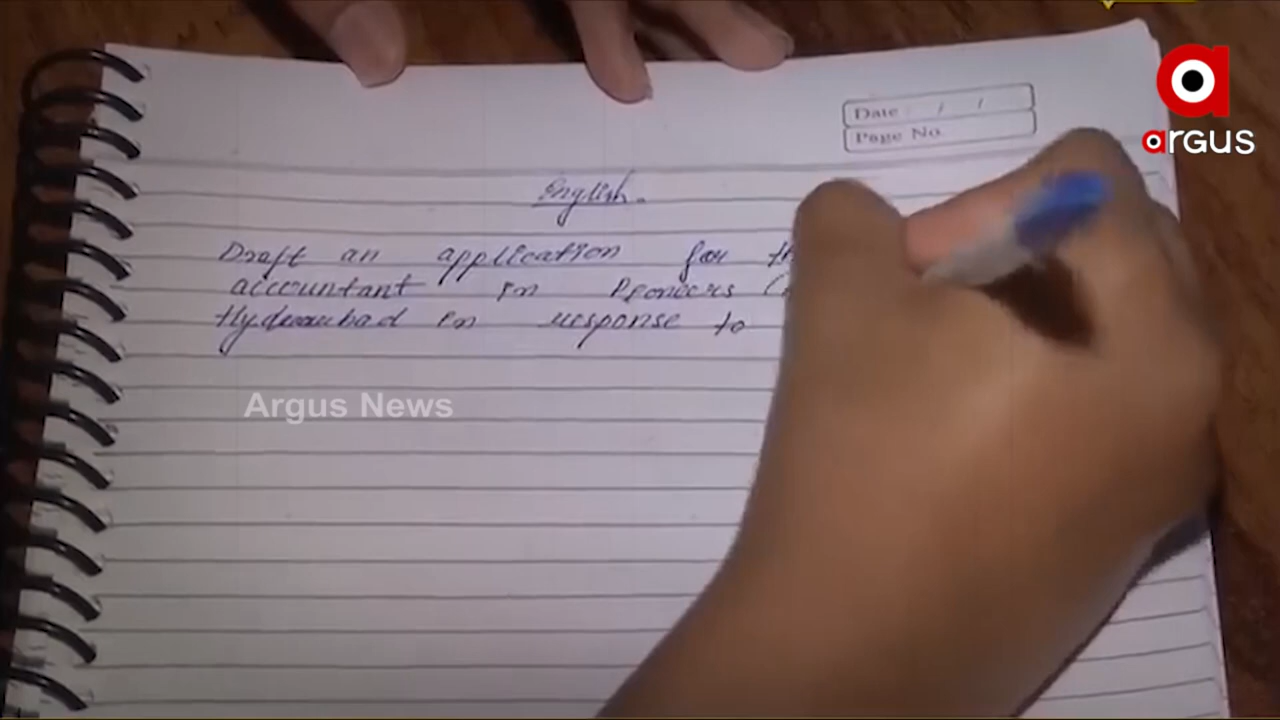 Date : / /
Page No.
argus
English.
Draft an application for th
accountant in Pioneers (
Hyderabad in response to
Argus News